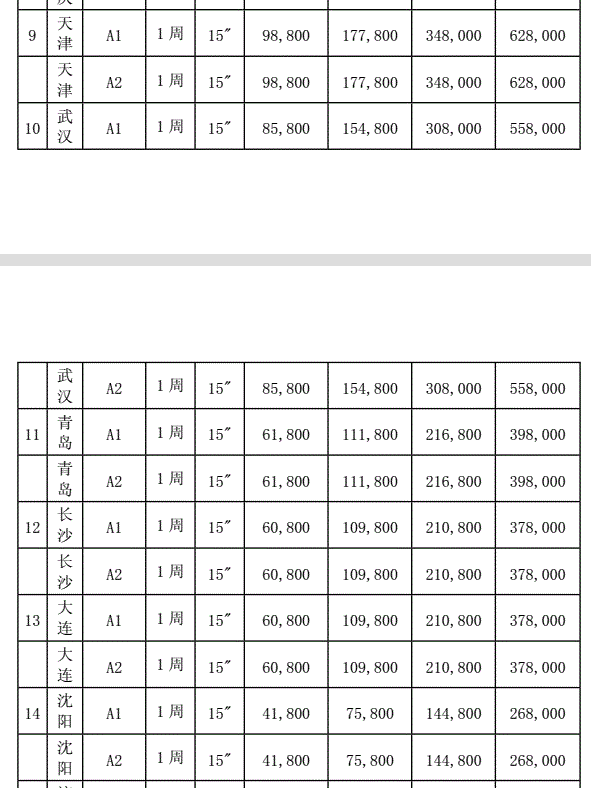 9 天津 A1 1 周 15″ 98,800 177,800 348,000 628,000
天津 A2 1 周 15″ 98,800 177,800 348,000 628,000
10 武汉 A1 1 周 15″ 85,800 154,800 308,000 558,000
武汉 A2 1 周 15″ 85,800 154,800 308,000 558,000
11 青岛 A1 1 周 15″ 61,800 111,800 216,800 398,000
青岛 A2 1 周 15″ 61,800 111,800 216,800 398,000
12 长沙 A1 1 周 15″ 60,800 109,800 210,800 378,000
长沙 A2 1 周 15″ 60,800 109,800 210,800 378,000
13 大连 A1 1 周 15″ 60,800 109,800 210,800 378,000
大连 A2 1 周 15″ 60,800 109,800 210,800 378,000
14 沈阳 A1 1 周 15″ 41,800 75,800 144,800 268,000
沈阳 A2 1 周 15″ 41,800 75,800 144,800 268,000